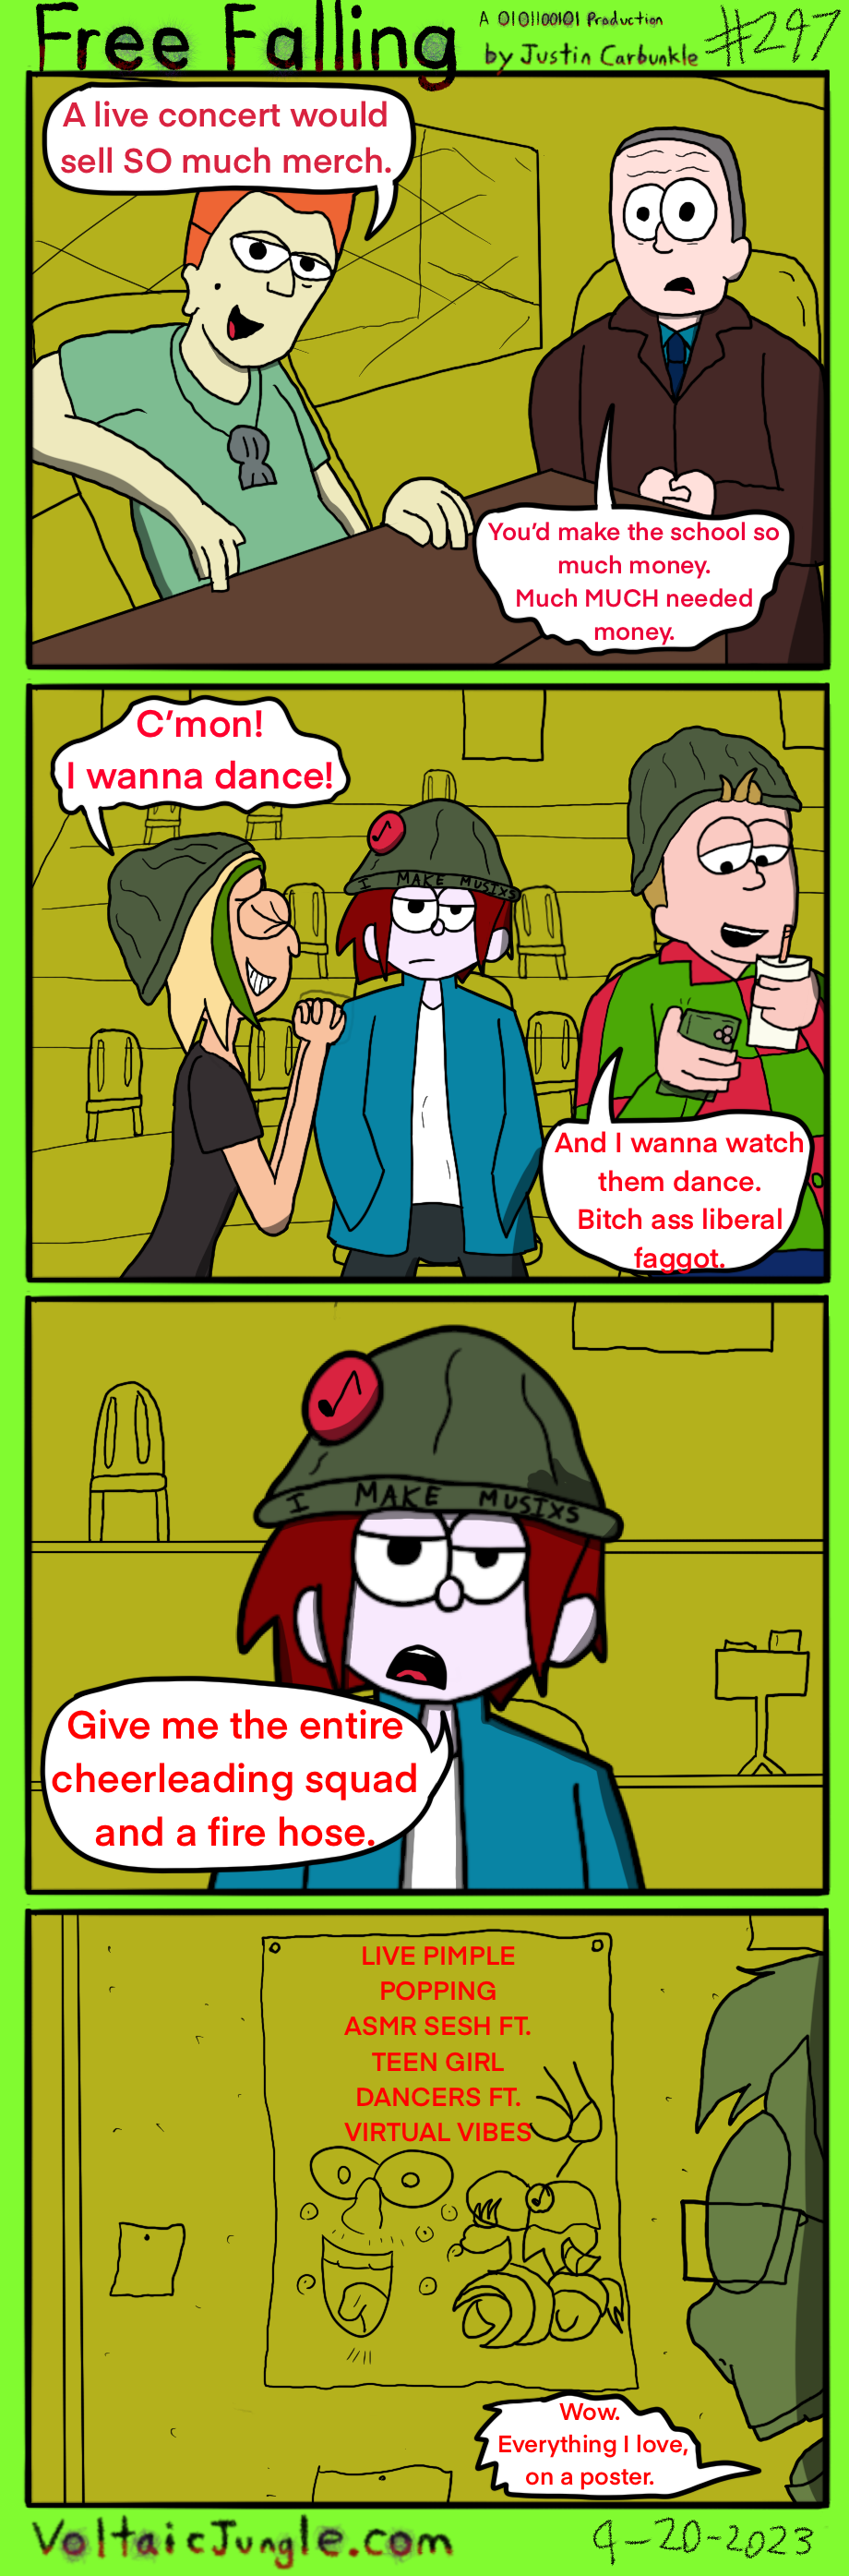 Free Falling
A 0101100101 Production
by Justin Carbunkle
#297
A live concert would
sell SO much merch.
You'd make the school so
much money.
Much MUCH needed
money.
C'mon!
I wanna dance!
I MAKE MUSIXS
And I wanna watch
them dance.
Bitch ass liberal
faggot.
I MAKE MUSIXS
Give me the entire
cheerleading squad
and a fire hose.
LIVE PIMPLE
POPPING
ASMR SESH FT.
TEEN GIRL
DANCERS FT.
VIRTUAL VIBES
Wow.
Everything I love,
on a poster.
VoltaicJungle.com
9-20-2023